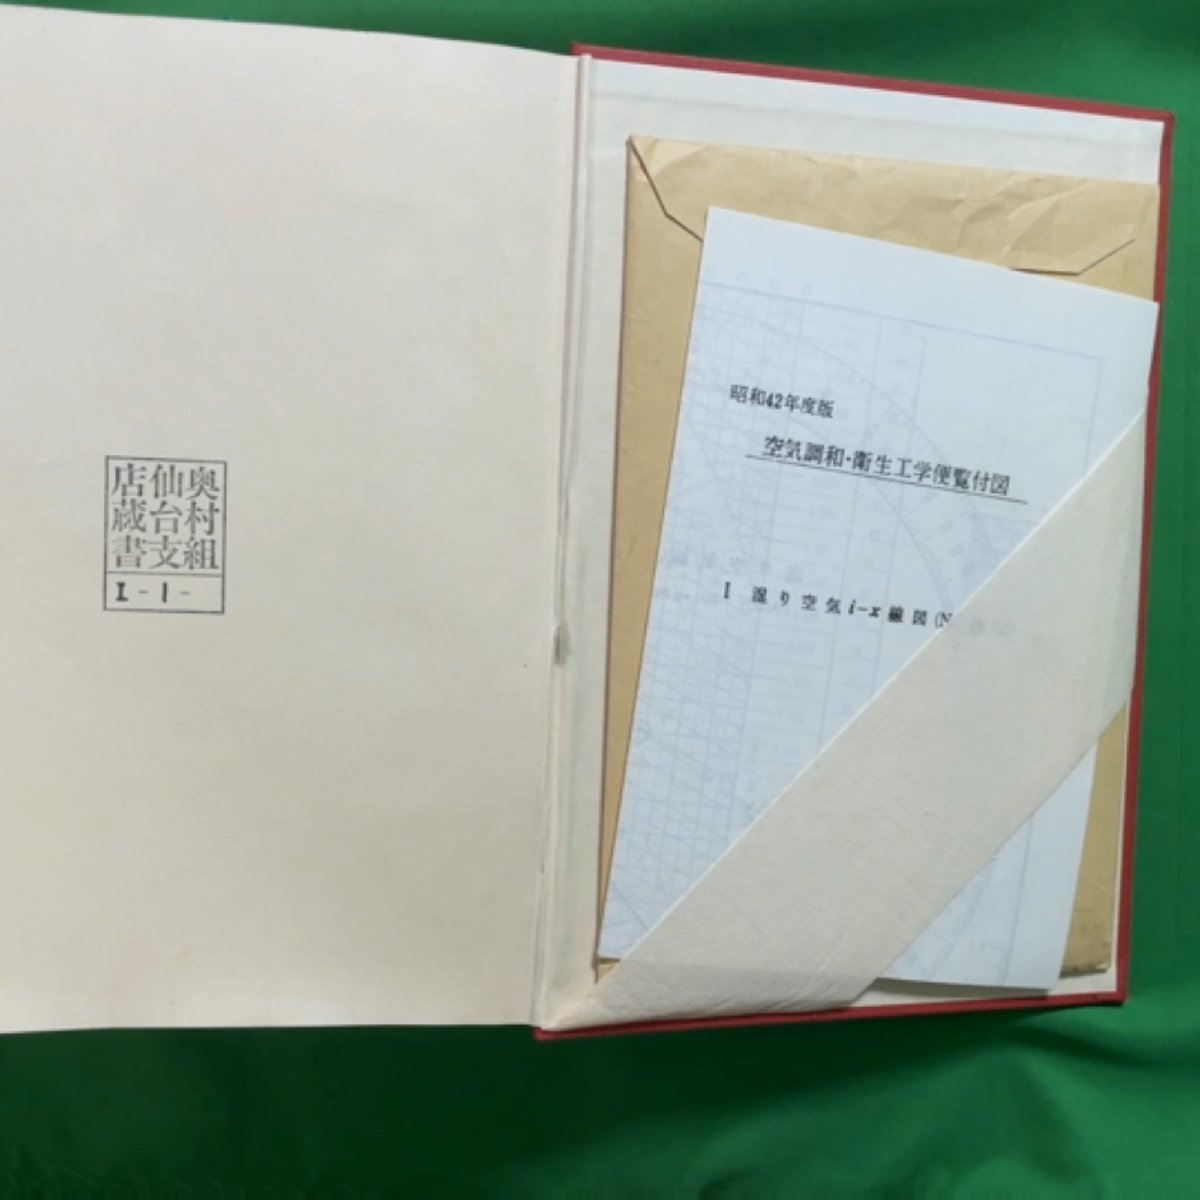 奥村組
仙台支
店蔵書
I-1-
昭和42年度版
空気調和・衛生工学便覧付図
I 湿り空気 i-x 線図(N